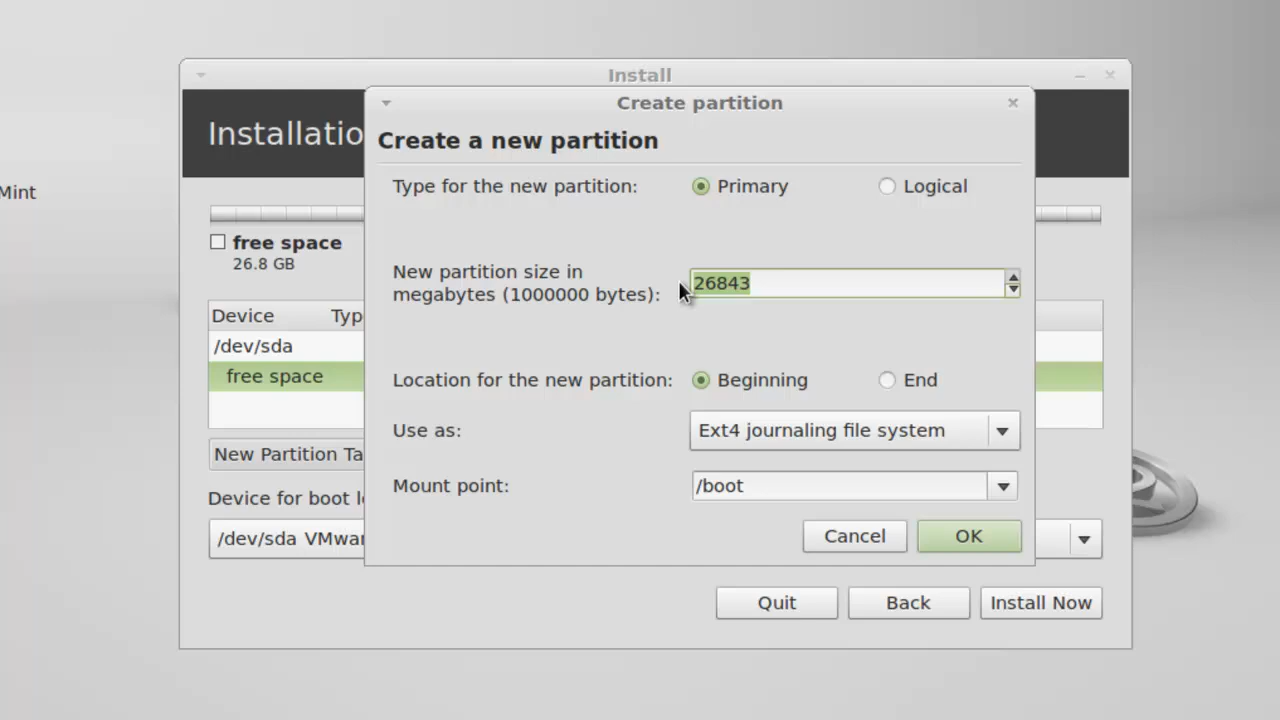 Install
Create partition
Installatio
Create a new partition
Mint
Type for the new partition:
Primary
Logical
free space
26.8 GB
New partition size in
megabytes (1000000 bytes):
26843
Device
Typ
/dev/sda
free space
Location for the new partition:
Beginning
End
Use as:
Ext4 journaling file system
New Partition Ta
Mount point:
/boot
Device for boot l
/dev/sda VMwar
Cancel
OK
Quit
Back
Install Now